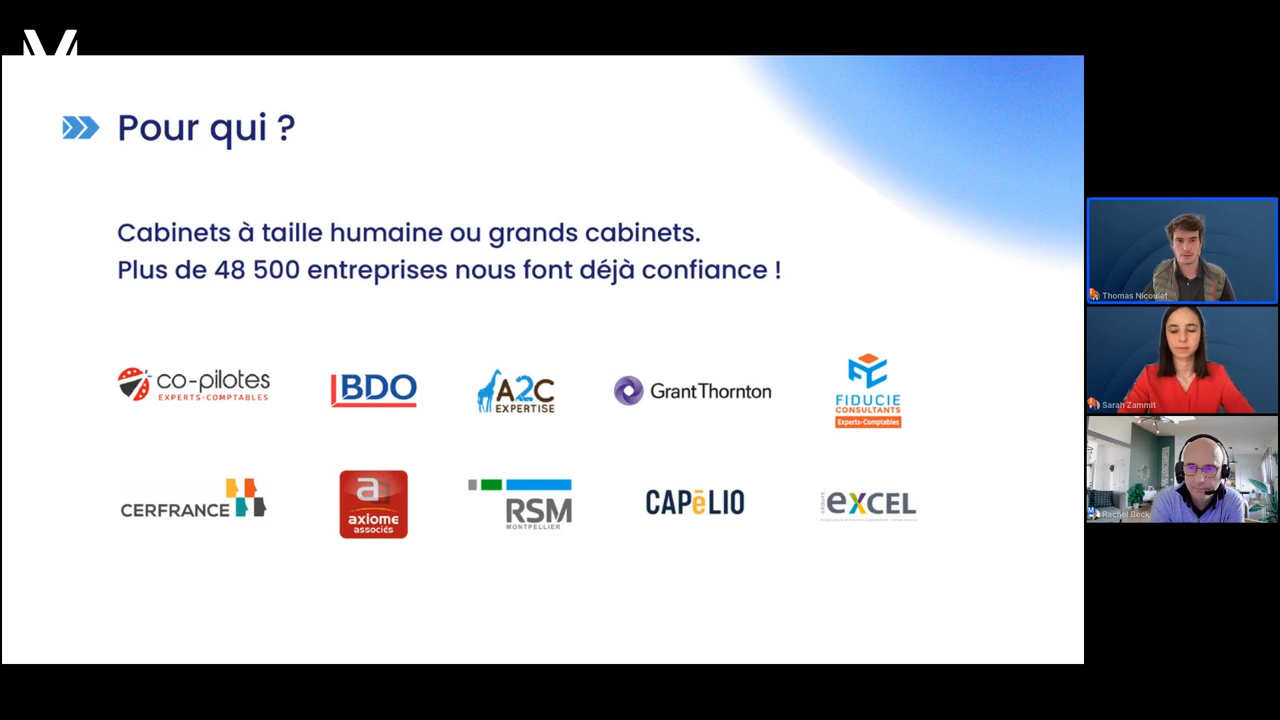 Pour qui ?
Cabinets à taille humaine ou grands cabinets.
Plus de 48 500 entreprises nous font déjà confiance !
co-pilotes
EXPERTS-COMPTABLES
BDO
A2C
EXPERTISE
GrantThornton
FIDUCIE
CONSULTANTS
Experts-Comptables
CERFRANCE
a
axiome
associés
RSM
MONTPELLIER
CAPēLIO
GROUPE
eXCEL
Thomas Nicoulet
Sarah Zammit
Rachel Beck